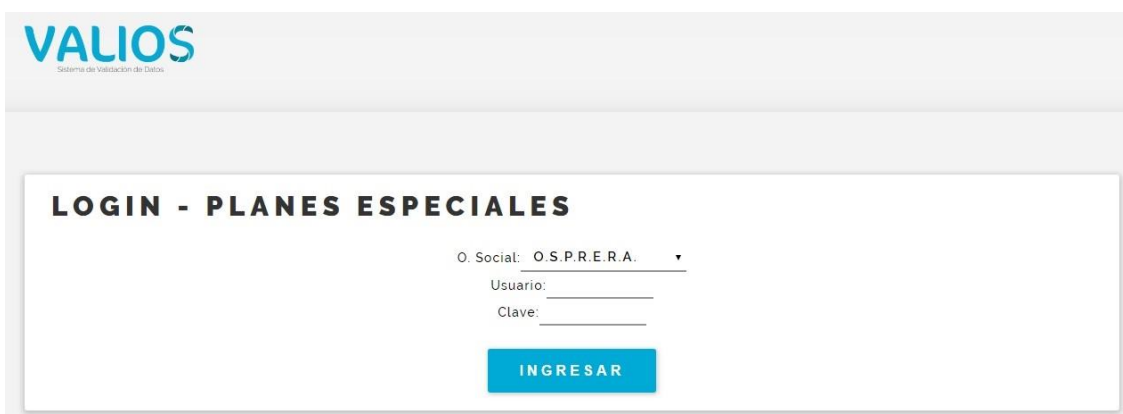 VALIOS
Sistema de Validación de Datos
LOGIN - PLANES ESPECIALES
O. Social: O.S.P.R.E.R.A.
Usuario:
Clave:
INGRESAR